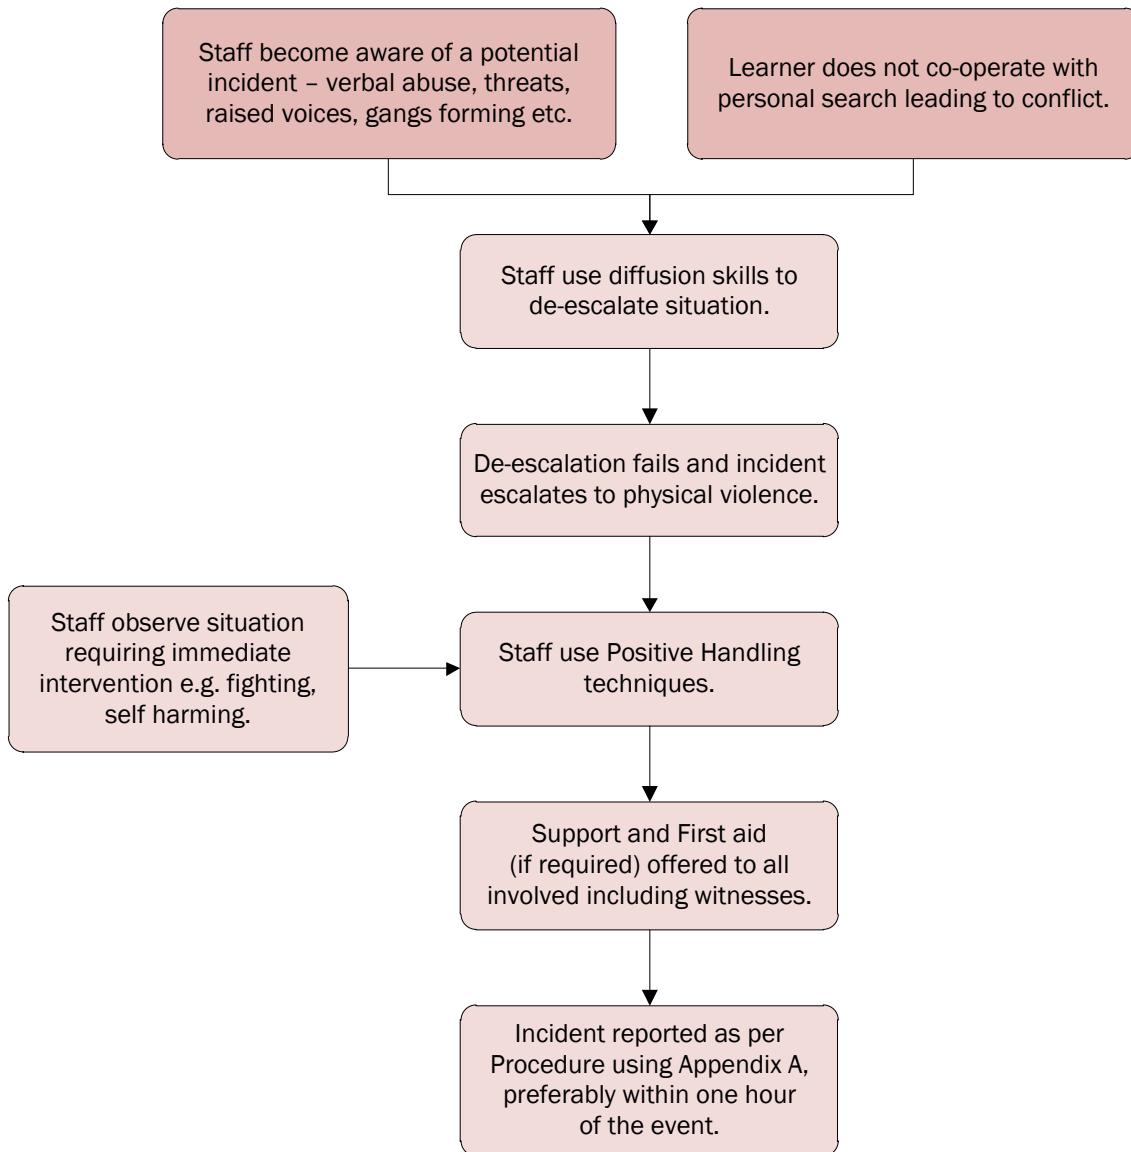 Staff become aware of a potential
incident – verbal abuse, threats,
raised voices, gangs forming etc.
Learner does not co-operate with
personal search leading to conflict.
Staff use diffusion skills to
de-escalate situation.
De-escalation fails and incident
escalates to physical violence.
Staff observe situation
requiring immediate
intervention e.g. fighting,
self harming.
Staff use Positive Handling
techniques.
Support and First aid
(if required) offered to all
involved including witnesses.
Incident reported as per
Procedure using Appendix A,
preferably within one hour
of the event.